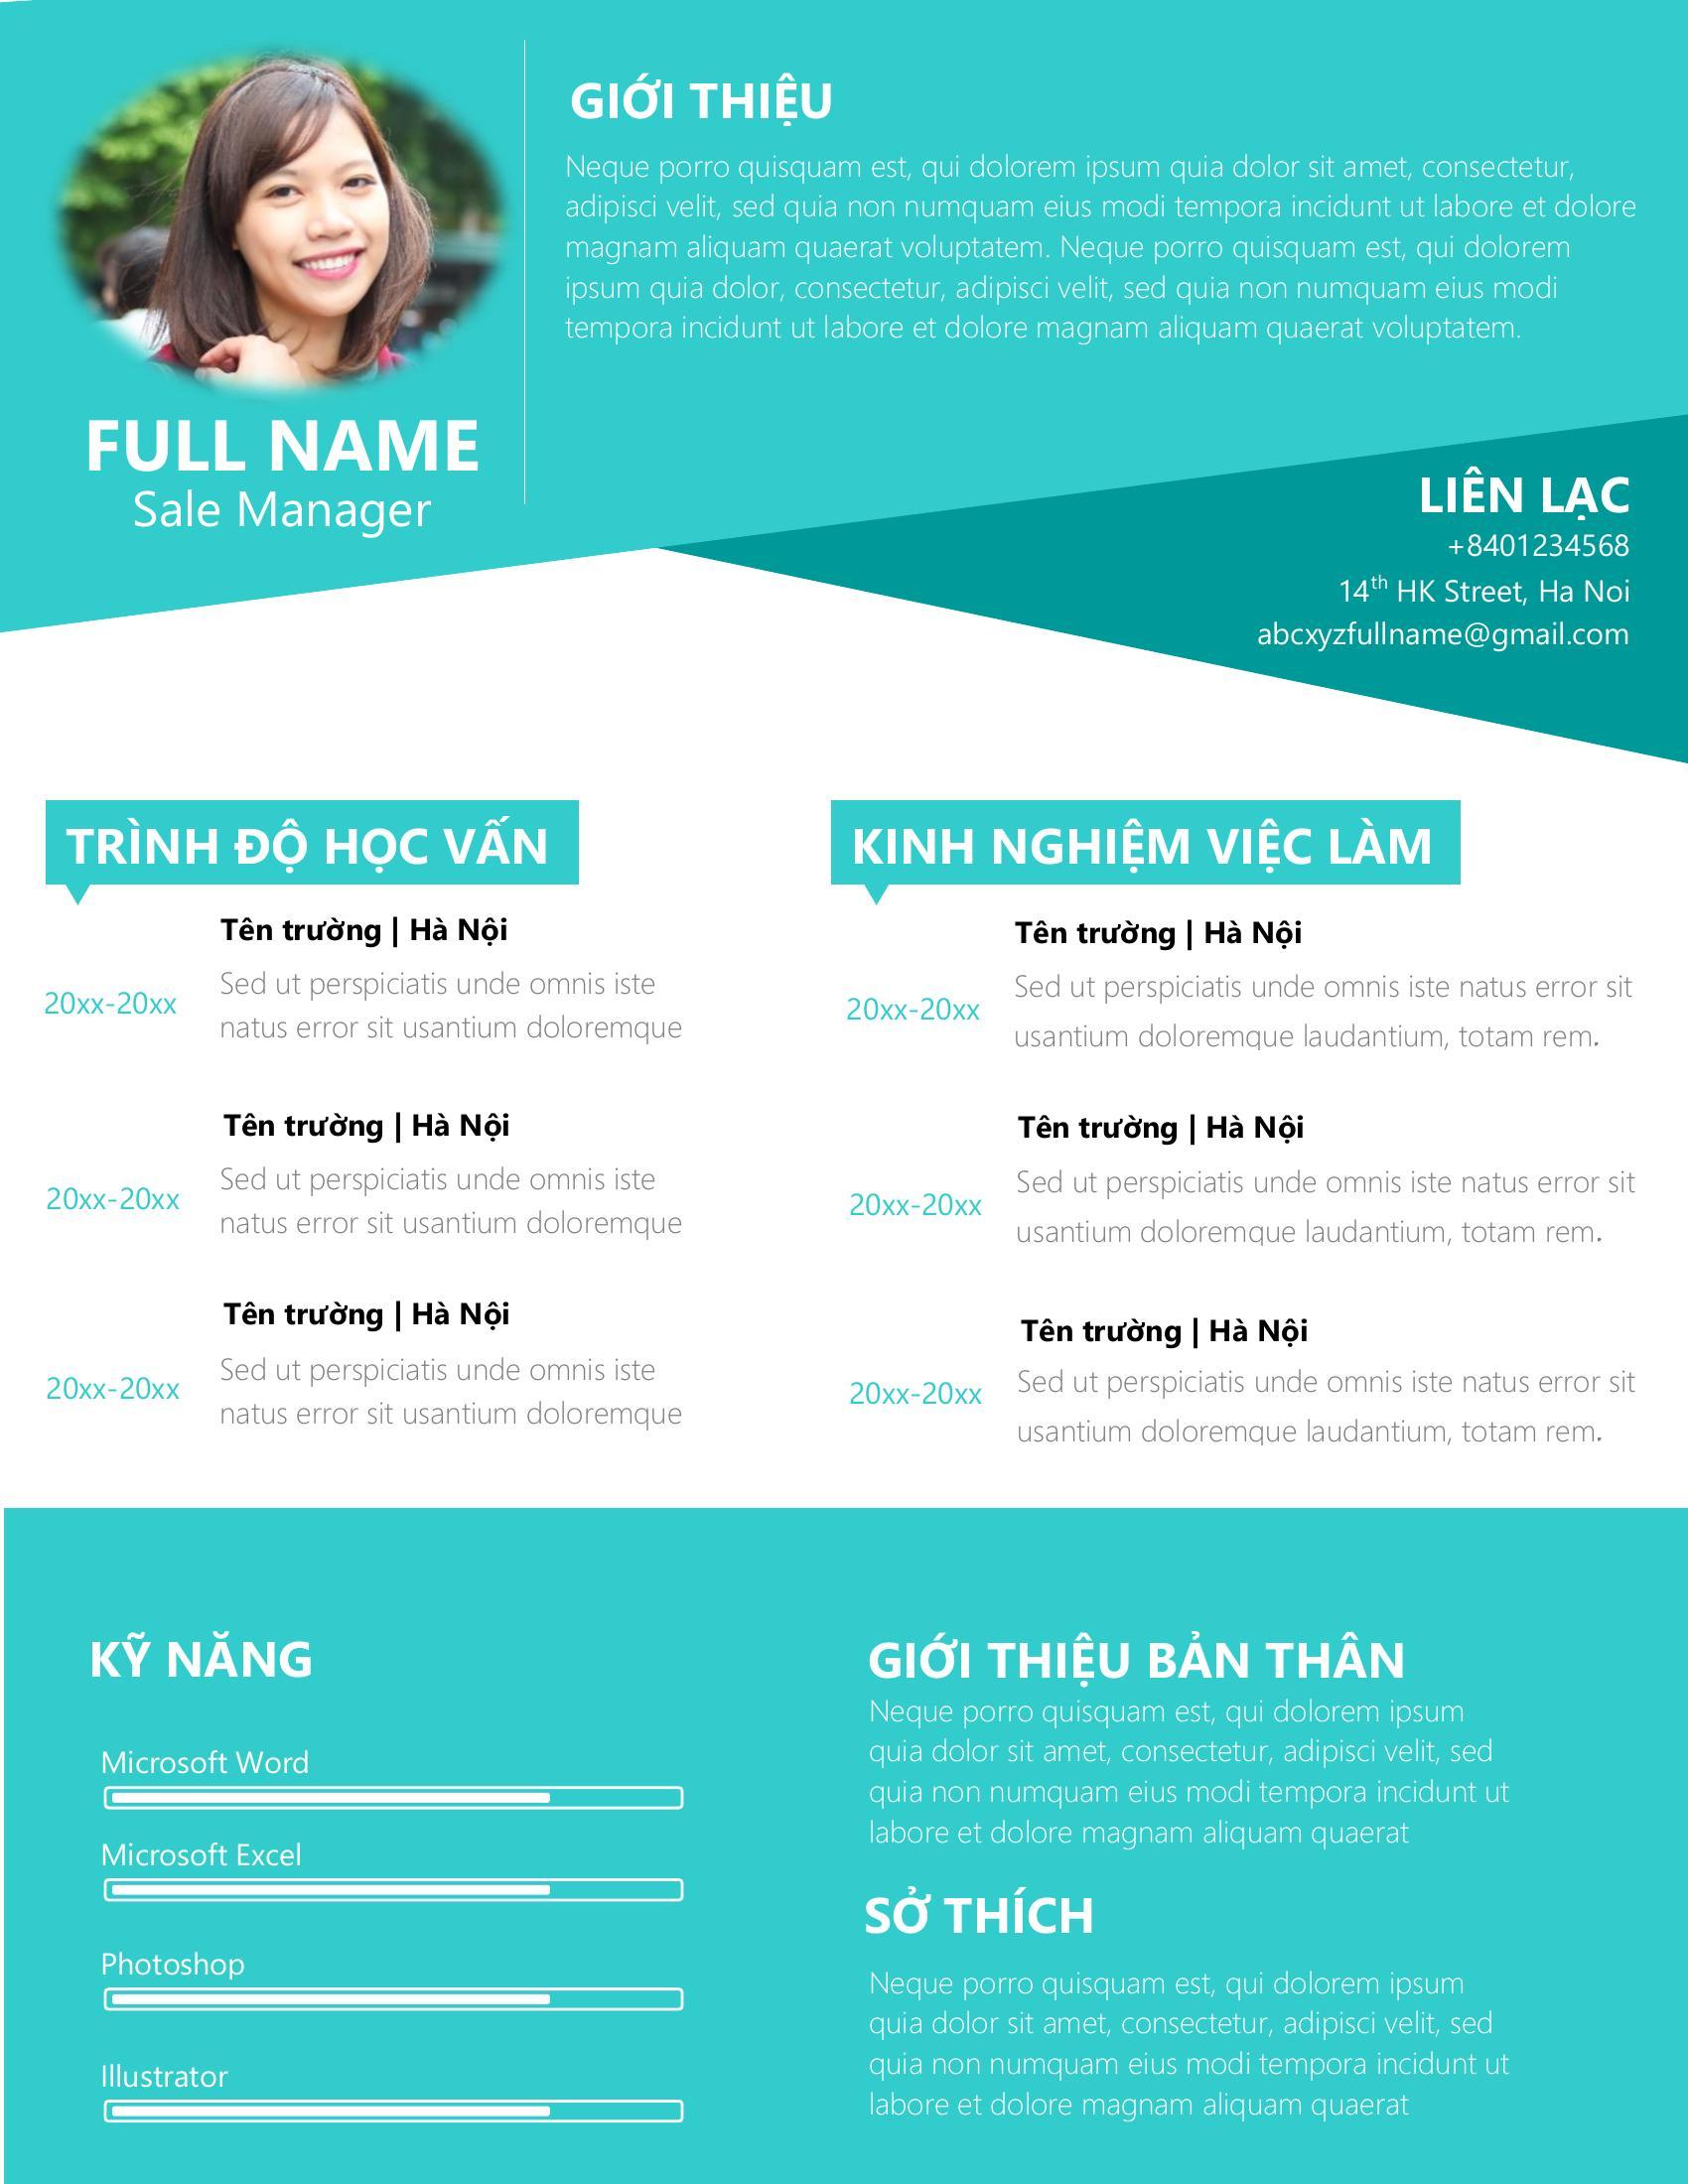 GIỚI THIỆU
Neque porro quisquam est, qui dolorem ipsum quia dolor sit amet, consectetur,
adipisci velit, sed quia non numquam eius modi tempora incidunt ut labore et dolore
magnam aliquam quaerat voluptatem. Neque porro quisquam est, qui dolorem
ipsum quia dolor, consectetur, adipisci velit, sed quia non numquam eius modi
tempora incidunt ut labore et dolore magnam aliquam quaerat voluptatem.
FULL NAME
Sale Manager
LIÊN LẠC
+8401234568
14th HK Street, Ha Noi
abcxyzfullname@gmail.com
TRÌNH ĐỘ HỌC VẤN
Tên trường | Hà Nội
20xx-20xx
Sed ut perspiciatis unde omnis iste
natus error sit usantium doloremque
Tên trường | Hà Nội
20xx-20xx
Sed ut perspiciatis unde omnis iste
natus error sit usantium doloremque
Tên trường | Hà Nội
20xx-20xx
Sed ut perspiciatis unde omnis iste
natus error sit usantium doloremque
KINH NGHIỆM VIỆC LÀM
Tên trường | Hà Nội
20xx-20xx
Sed ut perspiciatis unde omnis iste natus error sit
usantium doloremque laudantium, totam rem.
Tên trường | Hà Nội
20xx-20xx
Sed ut perspiciatis unde omnis iste natus error sit
usantium doloremque laudantium, totam rem.
Tên trường | Hà Nội
20xx-20xx
Sed ut perspiciatis unde omnis iste natus error sit
usantium doloremque laudantium, totam rem.
KỸ NĂNG
Microsoft Word
Microsoft Excel
Photoshop
Illustrator
GIỚI THIỆU BẢN THÂN
Neque porro quisquam est, qui dolorem ipsum
quia dolor sit amet, consectetur, adipisci velit, sed
quia non numquam eius modi tempora incidunt ut
labore et dolore magnam aliquam quaerat
SỞ THÍCH
Neque porro quisquam est, qui dolorem ipsum
quia dolor sit amet, consectetur, adipisci velit, sed
quia non numquam eius modi tempora incidunt ut
labore et dolore magnam aliquam quaerat